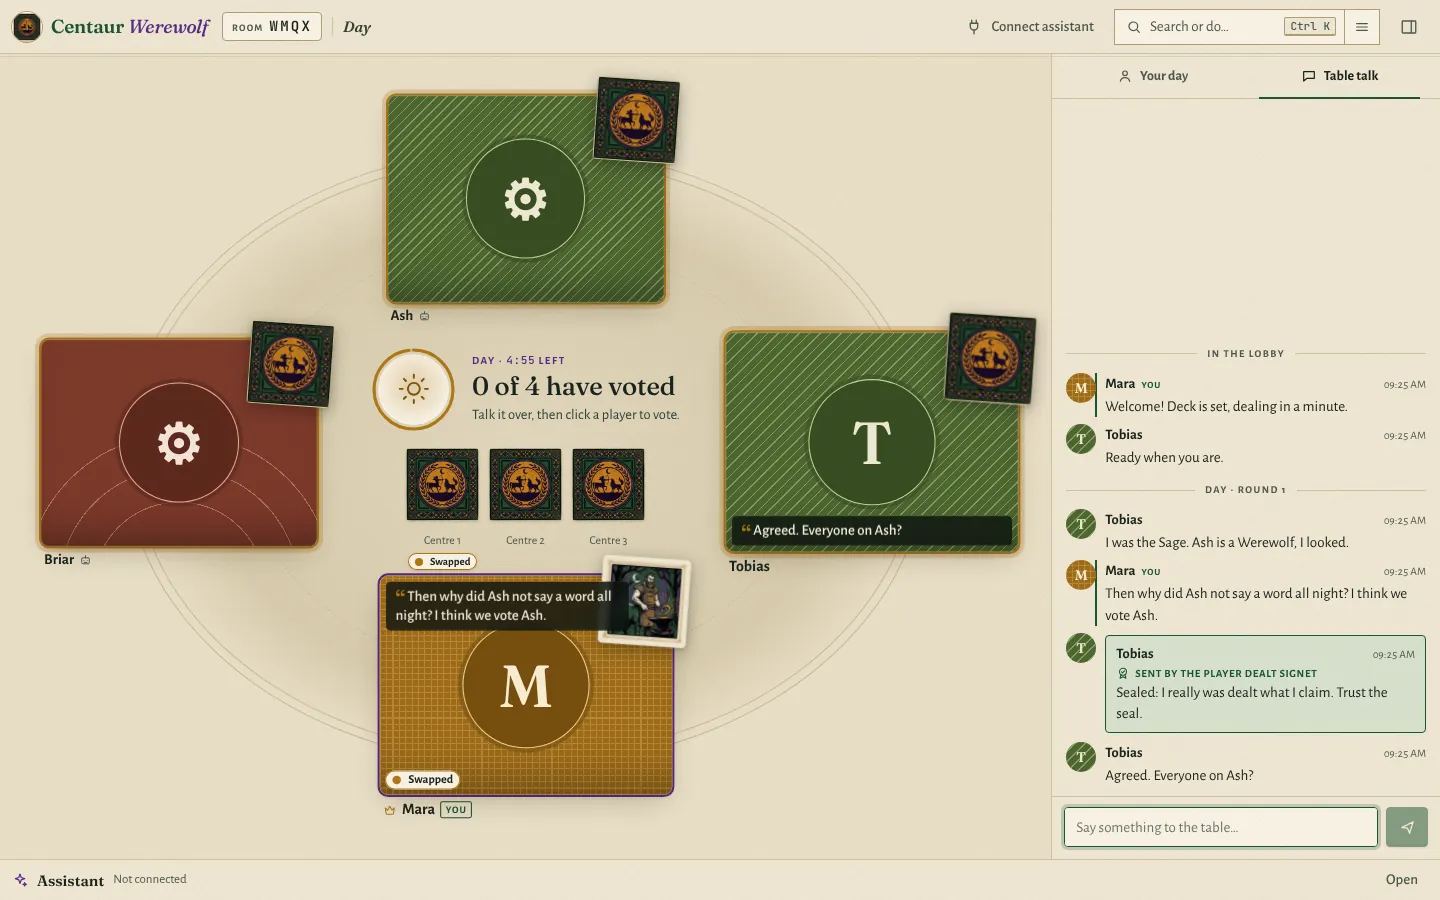 Centaur Werewolf
ROOM WMQX
Day
Connect assistant
Search or do...
Ctrl K
Your day
Table talk
Ash
DAY · 4:55 LEFT
0 of 4 have voted
Talk it over, then click a player to vote.
Briar
T
“ Agreed. Everyone on Ash?
Tobias
Centre 1
Centre 2
Centre 3
Swapped
“ Then why did Ash not say a word all
night? I think we vote Ash.
M
Swapped
Mara YOU
IN THE LOBBY
M
Mara YOU 09:25 AM
Welcome! Deck is set, dealing in a minute.
T
Tobias 09:25 AM
Ready when you are.
DAY · ROUND 1
T
Tobias 09:25 AM
I was the Sage. Ash is a Werewolf, I looked.
M
Mara YOU 09:25 AM
Then why did Ash not say a word all night? I think we
vote Ash.
T
Tobias 09:25 AM
SENT BY THE PLAYER DEALT SIGNET
Sealed: I really was dealt what I claim. Trust the
seal.
T
Tobias 09:25 AM
Agreed. Everyone on Ash?
Say something to the table...
Assistant Not connected
Open